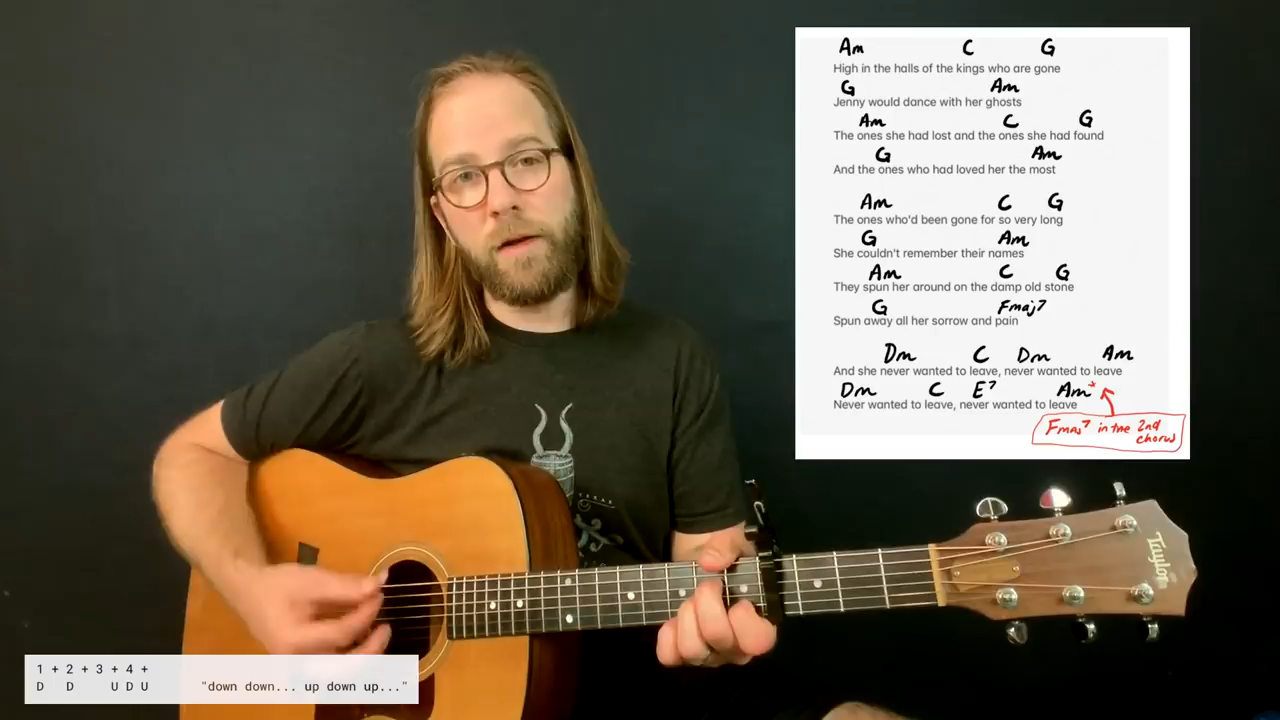 Am C G
High in the halls of the kings who are gone
G Am
Jenny would dance with her ghosts
Am C G
The ones she had lost and the ones she had found
G Am
And the ones who had loved her the most
Am C G
The ones who'd been gone for so very long
G Am
She couldn't remember their names
Am C G
They spun her around on the damp old stone
G Fmaj7
Spun away all her sorrow and pain
Dm C Dm Am
And she never wanted to leave, never wanted to leave
Dm C E7 Am*
Never wanted to leave, never wanted to leave
Fmaj7 in the 2nd
chorus
Taylor
1 + 2 + 3 + 4 +
D D U D U "down down... up down up..."